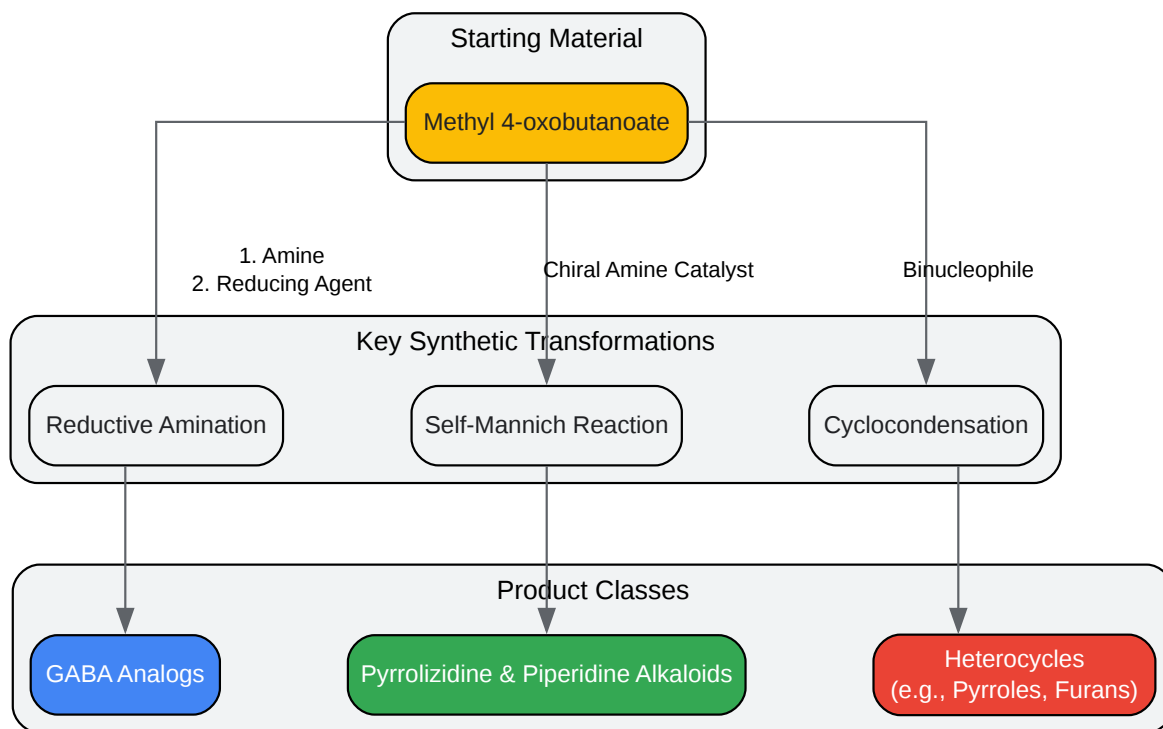 Starting Material
Methyl 4-oxobutanoate
1. Amine
2. Reducing Agent
Chiral Amine Catalyst
Binucleophile
Key Synthetic Transformations
Reductive Amination
Self-Mannich Reaction
Cyclocondensation
Product Classes
GABA Analogs
Pyrrolizidine & Piperidine Alkaloids
Heterocycles
(e.g., Pyrroles, Furans)